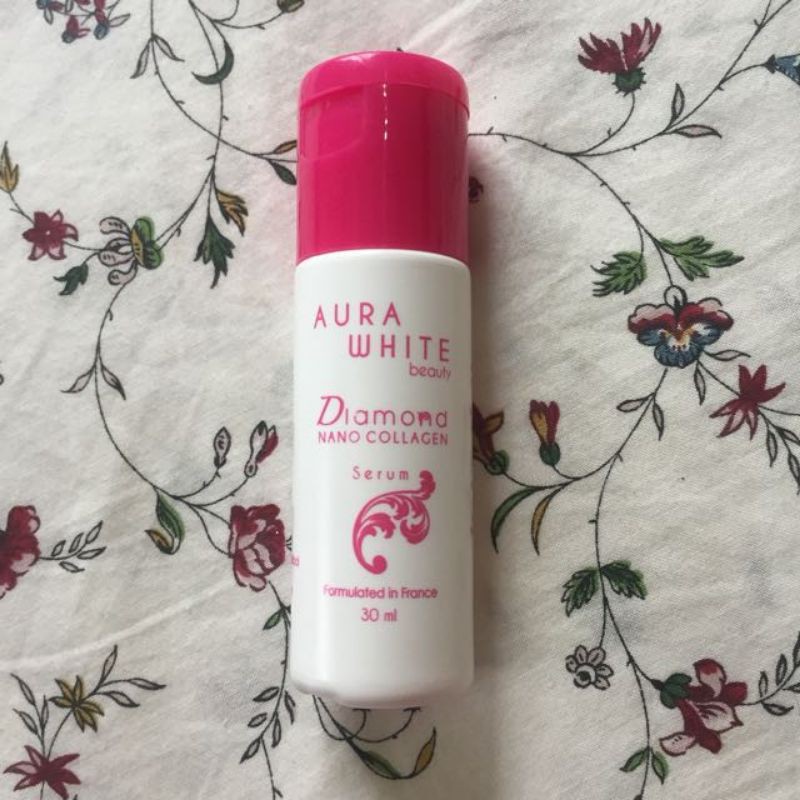 AURA
WHITE
beauty
Diamond
NANO COLLAGEN
Serum
Formulated in France
30 ml